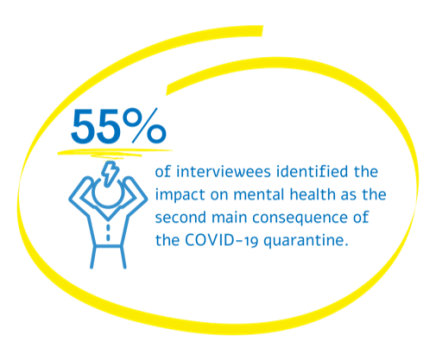 55%
of interviewees identified the
impact on mental health as the
second main consequence of
the COVID-19 quarantine.